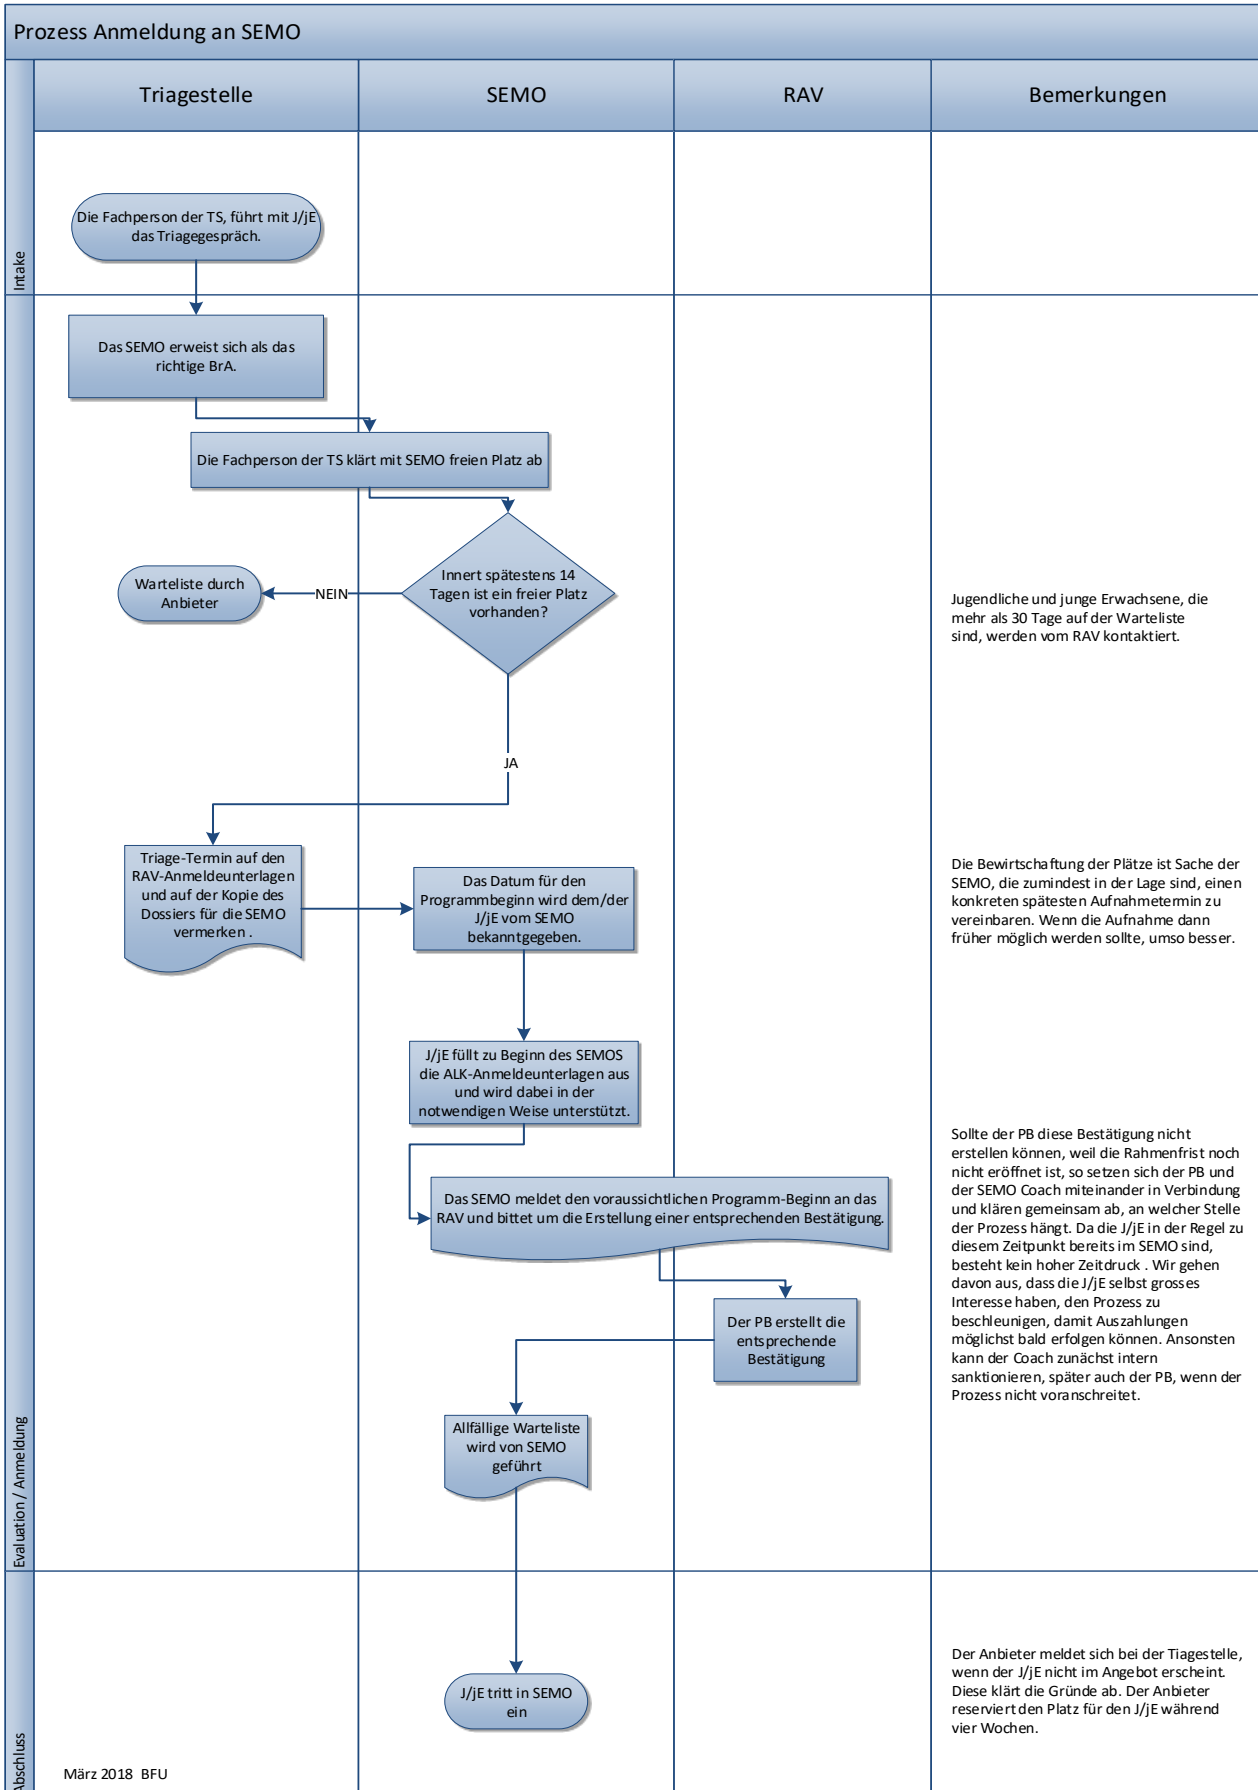 Prozess Anmeldung an SEMO
Triagestelle
SEMO
RAV
Bemerkungen
Intake
Die Fachperson der TS, führt mit J/jE
das Triagegespräch.
Das SEMO erweist sich als das
richtige BrA.
Die Fachperson der TS klärt mit SEMO freien Platz ab
Innert spätestens 14
Tagen ist ein freier Platz
vorhanden?
NEIN
Warteliste durch
Anbieter
Jugendliche und junge Erwachsene, die
mehr als 30 Tage auf der Warteliste
sind, werden vom RAV kontaktiert.
JA
Triage-Termin auf den
RAV-Anmeldeunterlagen
und auf der Kopie des
Dossiers für die SEMO
vermerken .
Das Datum für den
Programmbeginn wird dem/der
J/jE vom SEMO
bekanntgegeben.
Die Bewirtschaftung der Plätze ist Sache der
SEMO, die zumindest in der Lage sind, einen
konkreten spätesten Aufnahmetermin zu
vereinbaren. Wenn die Aufnahme dann
früher möglich werden sollte, umso besser.
J/jE füllt zu Beginn des SEMOS
die ALK-Anmeldeunterlagen aus
und wird dabei in der
notwendigen Weise unterstützt.
Das SEMO meldet den voraussichtlichen Programm-Beginn an das
RAV und bittet um die Erstellung einer entsprechenden Bestätigung.
Sollte der PB diese Bestätigung nicht
erstellen können, weil die Rahmenfrist noch
nicht eröffnet ist, so setzen sich der PB und
der SEMO Coach miteinander in Verbindung
und klären gemeinsam ab, an welcher Stelle
der Prozess hängt. Da die J/jE in der Regel zu
diesem Zeitpunkt bereits im SEMO sind,
besteht kein hoher Zeitdruck . Wir gehen
davon aus, dass die J/jE selbst grosses
Interesse haben, den Prozess zu
beschleunigen, damit Auszahlungen
möglichst bald erfolgen können. Ansonsten
kann der Coach zunächst intern
sanktionieren, später auch der PB, wenn der
Prozess nicht voranschreitet.
Der PB erstellt die
entsprechende
Bestätigung
Allfällige Warteliste
wird von SEMO
geführt
Evaluation / Anmeldung
J/jE tritt in SEMO
ein
Der Anbieter meldet sich bei der Tiagestelle,
wenn der J/jE nicht im Angebot erscheint.
Diese klärt die Gründe ab. Der Anbieter
reserviert den Platz für den J/jE während
vier Wochen.
Abschluss
März 2018 BFU